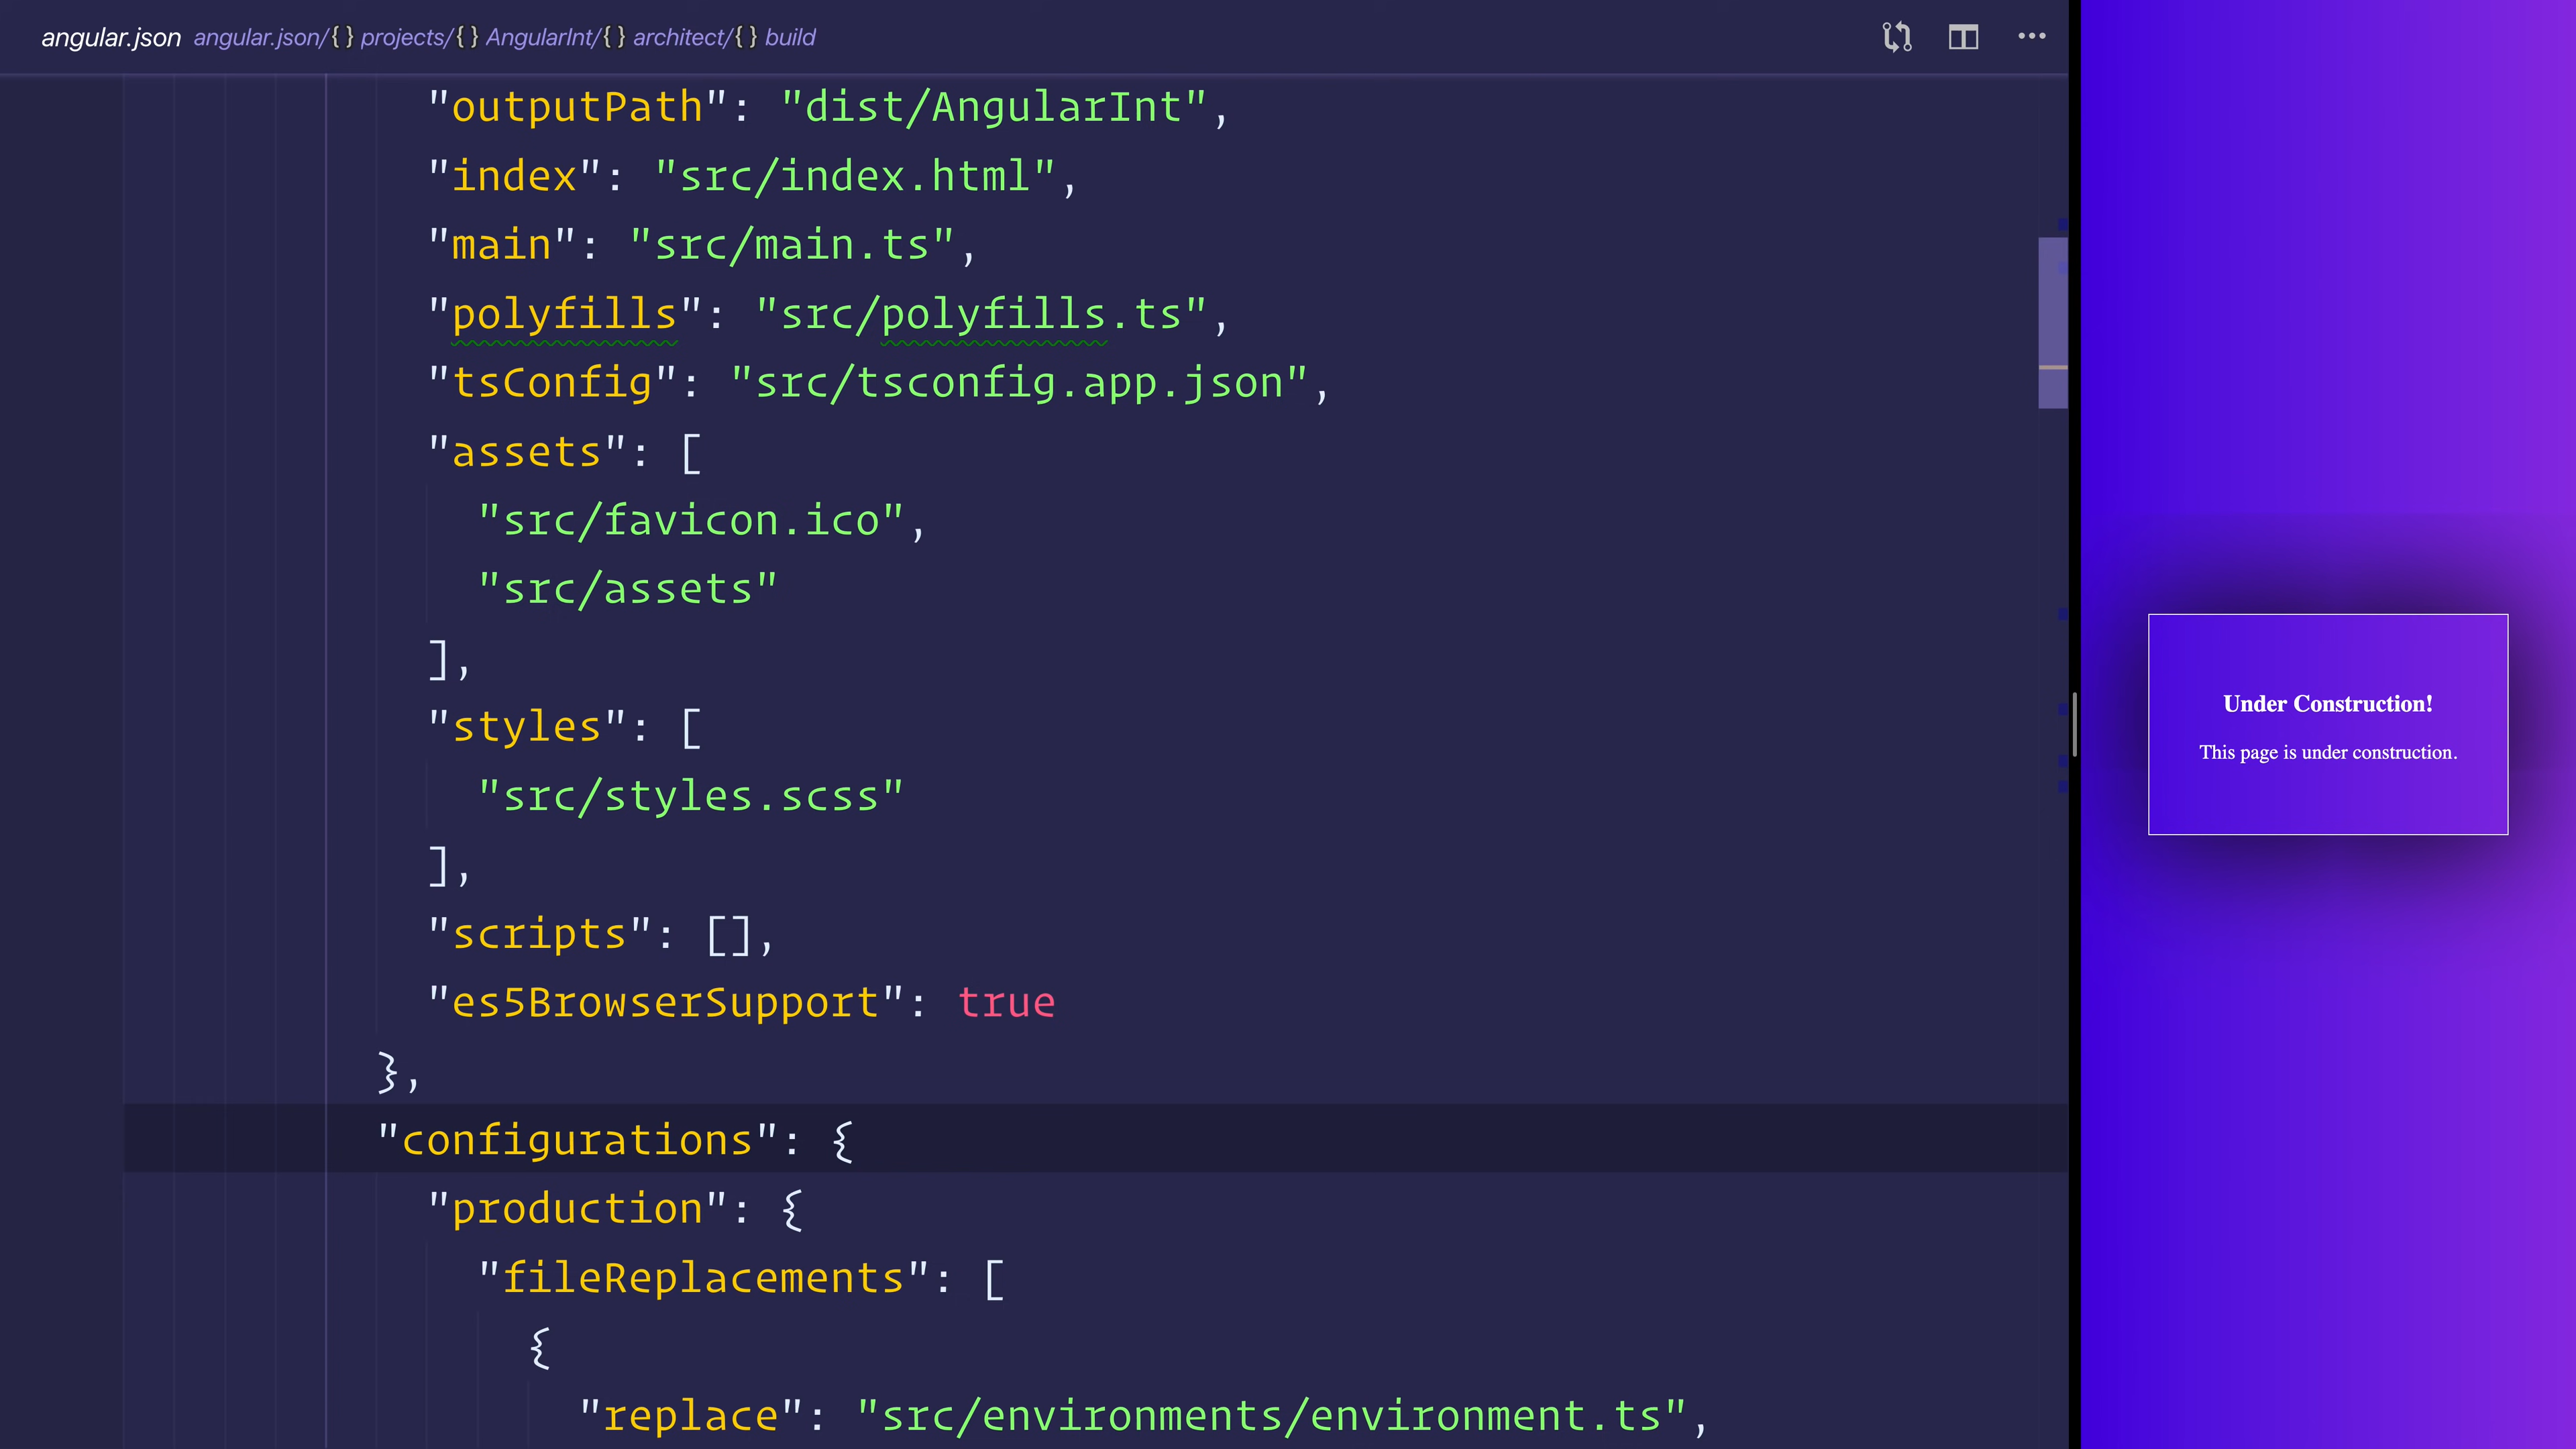 angular.json angular.json/{} projects/{} AngularInt/{} architect/{} build
"outputPath": "dist/AngularInt",
"index": "src/index.html",
"main": "src/main.ts",
"polyfills": "src/polyfills.ts",
"tsConfig": "src/tsconfig.app.json",
"assets": [
"src/favicon.ico",
"src/assets"
],
"styles": [
"src/styles.scss"
],
"scripts": [],
"es5BrowserSupport": true
},
"configurations": {
"production": {
"fileReplacements": [
{
"replace": "src/environments/environment.ts",
Under Construction!
This page is under construction.